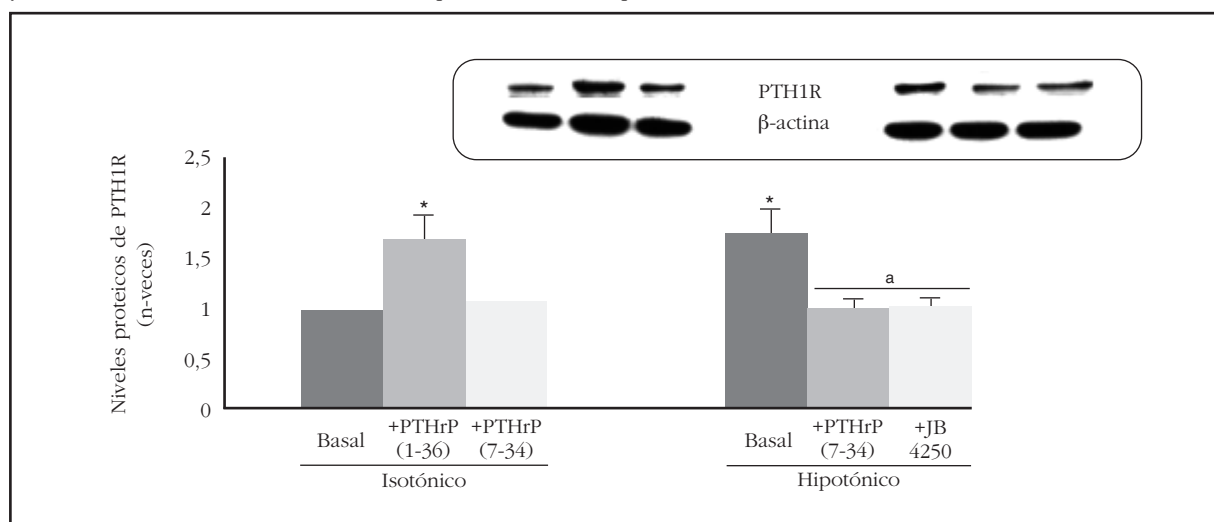 PTH1R
β-actina
Niveles proteicos de PTH1R
(n-veces)
2,5
2
1,5
1
0,5
0
*
*
a
Basal
+PTHrP
(1-36)
+PTHrP
(7-34)
Isotónico
Basal
+PTHrP
(7-34)
+JB
4250
Hipotónico